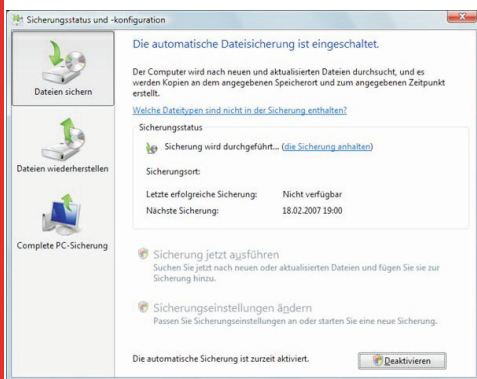 Sicherungsstatus und -konfiguration
Dateien sichern
Dateien wiederherstellen
Complete PC-Sicherung
Die automatische Dateisicherung ist eingeschaltet.
Der Computer wird nach neuen und aktualisierten Dateien durchsucht, und es
werden Kopien an dem angegebenen Speicherort und zum angegebenen Zeitpunkt
erstellt.
Welche Dateitypen sind nicht in der Sicherung enthalten?
Sicherungsstatus
Sicherung wird durchgeführt... (die Sicherung anhalten)
Sicherungsort:
Letzte erfolgreiche Sicherung: Nicht verfügbar
Nächste Sicherung: 18.02.2007 19:00
Sicherung jetzt ausführen
Suchen Sie jetzt nach neuen oder aktualisierten Dateien und fügen Sie sie zur
Sicherung hinzu.
Sicherungseinstellungen ändern
Passen Sie Sicherungseinstellungen an oder starten Sie eine neue Sicherung.
Die automatische Sicherung ist zurzeit aktiviert.
Deaktivieren